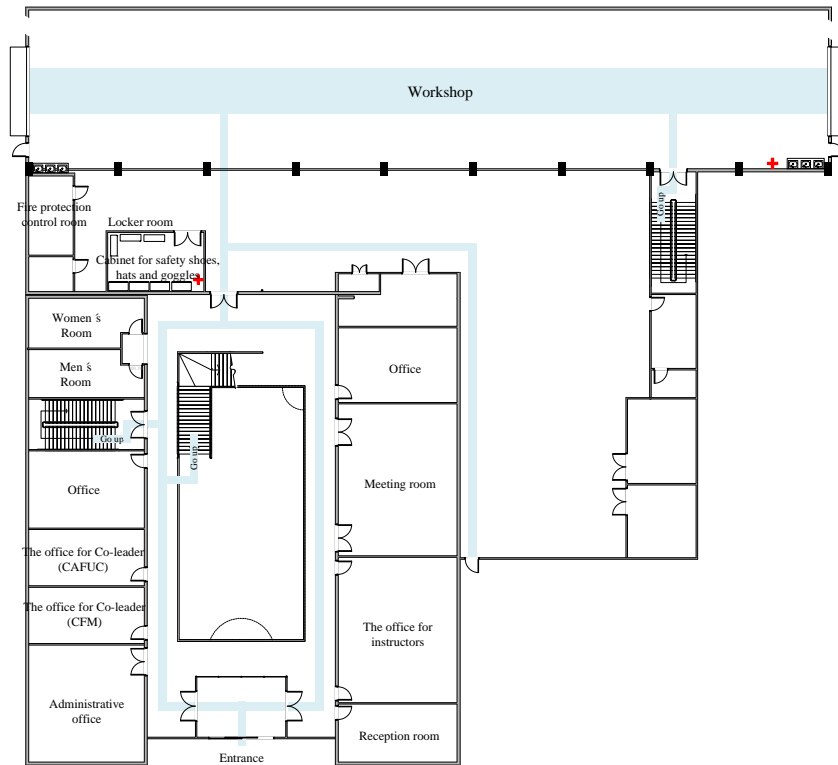 Workshop
Fire protection
control room
Locker room
Cabinet for safety shoes,
hats and goggles
Go up
Women´s
Room
Men´s
Room
Go up
Go up
Office
Office
Meeting room
The office for Co-leader
(CAFUC)
The office for Co-leader
(CFM)
The office for
instructors
Administrative
office
Reception room
Entrance